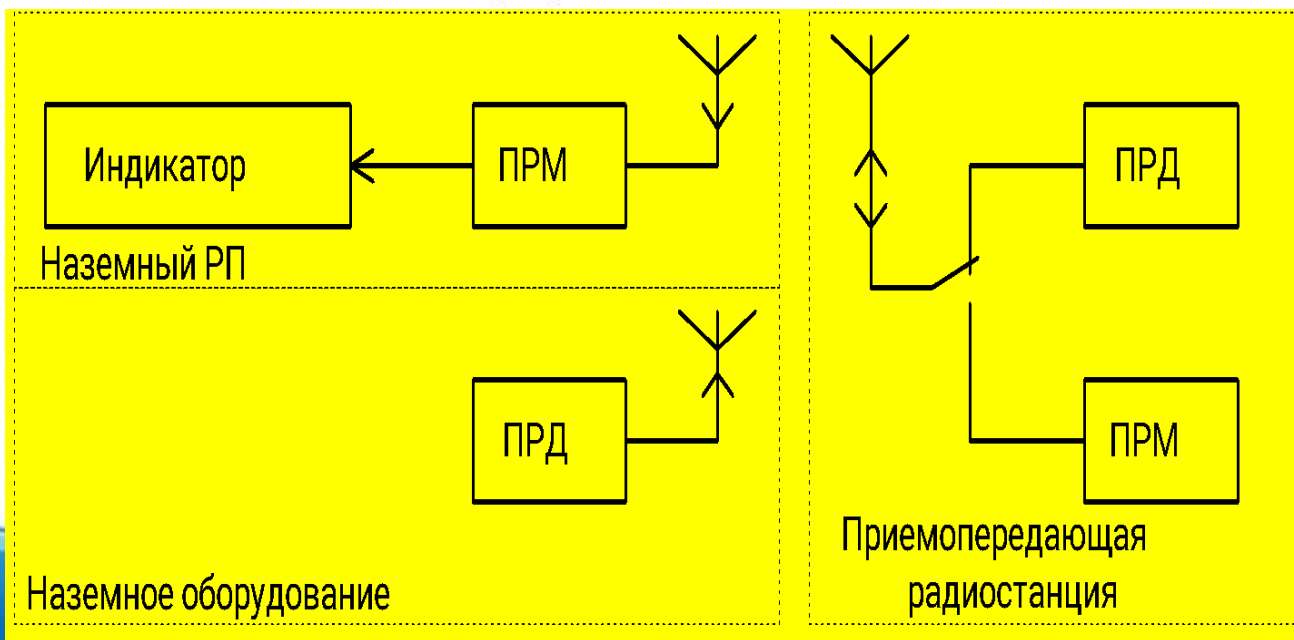 Индикатор
ПРМ
Наземный РП
ПРД
Наземное оборудование
ПРД
ПРМ
Приемопередающая
радиостанция